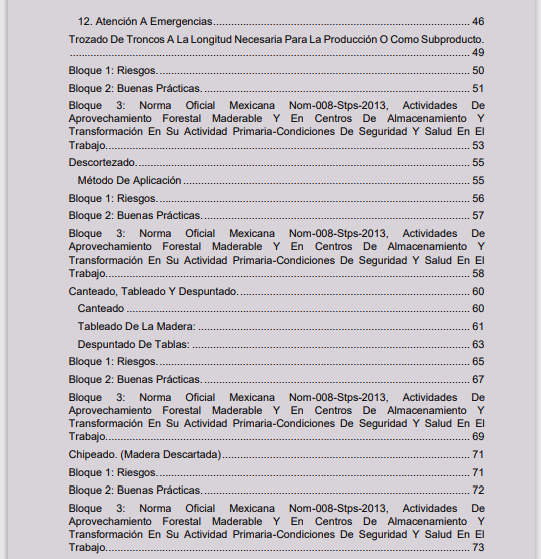 12. Atención A Emergencias 46
Trozado De Troncos A La Longitud Necesaria Para La Producción O Como Subproducto.
49
Bloque 1: Riesgos. 50
Bloque 2: Buenas Prácticas. 51
Bloque 3: Norma Oficial Mexicana Nom-008-Stps-2013, Actividades De
Aprovechamiento Forestal Maderable Y En Centros De Almacenamiento Y
Transformación En Su Actividad Primaria-Condiciones De Seguridad Y Salud En El
Trabajo. 53
Descortezado. 55
Método De Aplicación 55
Bloque 1: Riesgos. 56
Bloque 2: Buenas Prácticas. 57
Bloque 3: Norma Oficial Mexicana Nom-008-Stps-2013, Actividades De
Aprovechamiento Forestal Maderable Y En Centros De Almacenamiento Y
Transformación En Su Actividad Primaria-Condiciones De Seguridad Y Salud En El
Trabajo. 58
Canteado, Tableado Y Despuntado. 60
Canteado 60
Tableado De La Madera: 61
Despuntado De Tablas: 63
Bloque 1: Riesgos. 65
Bloque 2: Buenas Prácticas. 67
Bloque 3: Norma Oficial Mexicana Nom-008-Stps-2013, Actividades De
Aprovechamiento Forestal Maderable Y En Centros De Almacenamiento Y
Transformación En Su Actividad Primaria-Condiciones De Seguridad Y Salud En El
Trabajo. 69
Chipeado. (Madera Descartada) 71
Bloque 1: Riesgos. 71
Bloque 2: Buenas Prácticas. 72
Bloque 3: Norma Oficial Mexicana Nom-008-Stps-2013, Actividades De
Aprovechamiento Forestal Maderable Y En Centros De Almacenamiento Y
Transformación En Su Actividad Primaria-Condiciones De Seguridad Y Salud En El
Trabajo. 73